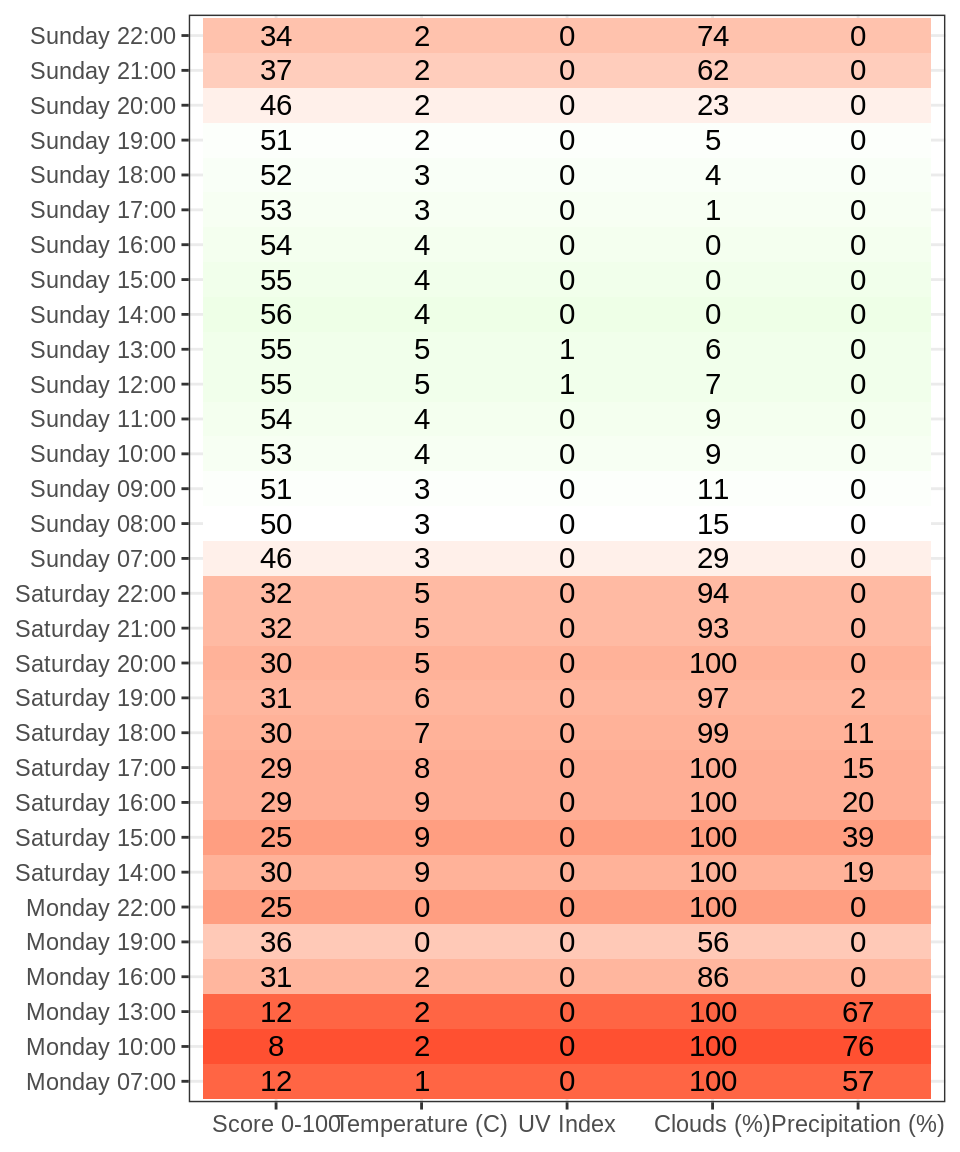 Sunday 22:00 34 2 0 74 0
Sunday 21:00 37 2 0 62 0
Sunday 20:00 46 2 0 23 0
Sunday 19:00 51 2 0 5 0
Sunday 18:00 52 3 0 4 0
Sunday 17:00 53 3 0 1 0
Sunday 16:00 54 4 0 0 0
Sunday 15:00 55 4 0 0 0
Sunday 14:00 56 4 0 0 0
Sunday 13:00 55 5 1 6 0
Sunday 12:00 55 5 1 7 0
Sunday 11:00 54 4 0 9 0
Sunday 10:00 53 4 0 9 0
Sunday 09:00 51 3 0 11 0
Sunday 08:00 50 3 0 15 0
Sunday 07:00 46 3 0 29 0
Saturday 22:00 32 5 0 94 0
Saturday 21:00 32 5 0 93 0
Saturday 20:00 30 5 0 100 0
Saturday 19:00 31 6 0 97 2
Saturday 18:00 30 7 0 99 11
Saturday 17:00 29 8 0 100 15
Saturday 16:00 29 9 0 100 20
Saturday 15:00 25 9 0 100 39
Saturday 14:00 30 9 0 100 19
Monday 22:00 25 0 0 100 0
Monday 19:00 36 0 0 56 0
Monday 16:00 31 2 0 86 0
Monday 13:00 12 2 0 100 67
Monday 10:00 8 2 0 100 76
Monday 07:00 12 1 0 100 57
Score 0-100 Temperature (C) UV Index Clouds (%) Precipitation (%)